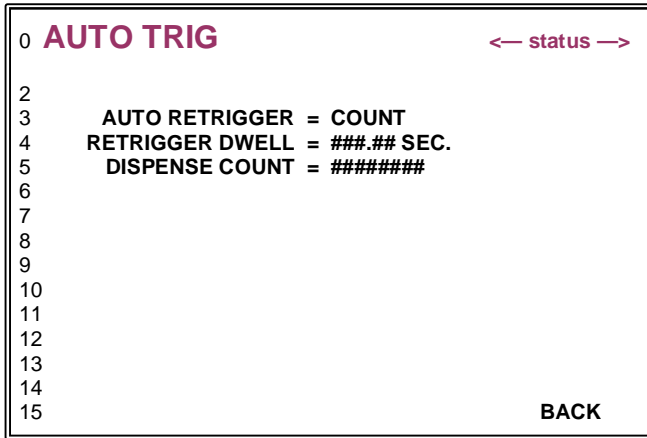 0 AUTO TRIG <— status —>
2
3 AUTO RETRIGGER = COUNT
4 RETRIGGER DWELL = ###.## SEC.
5 DISPENSE COUNT = ########
6
7
8
9
10
11
12
13
14
15 BACK